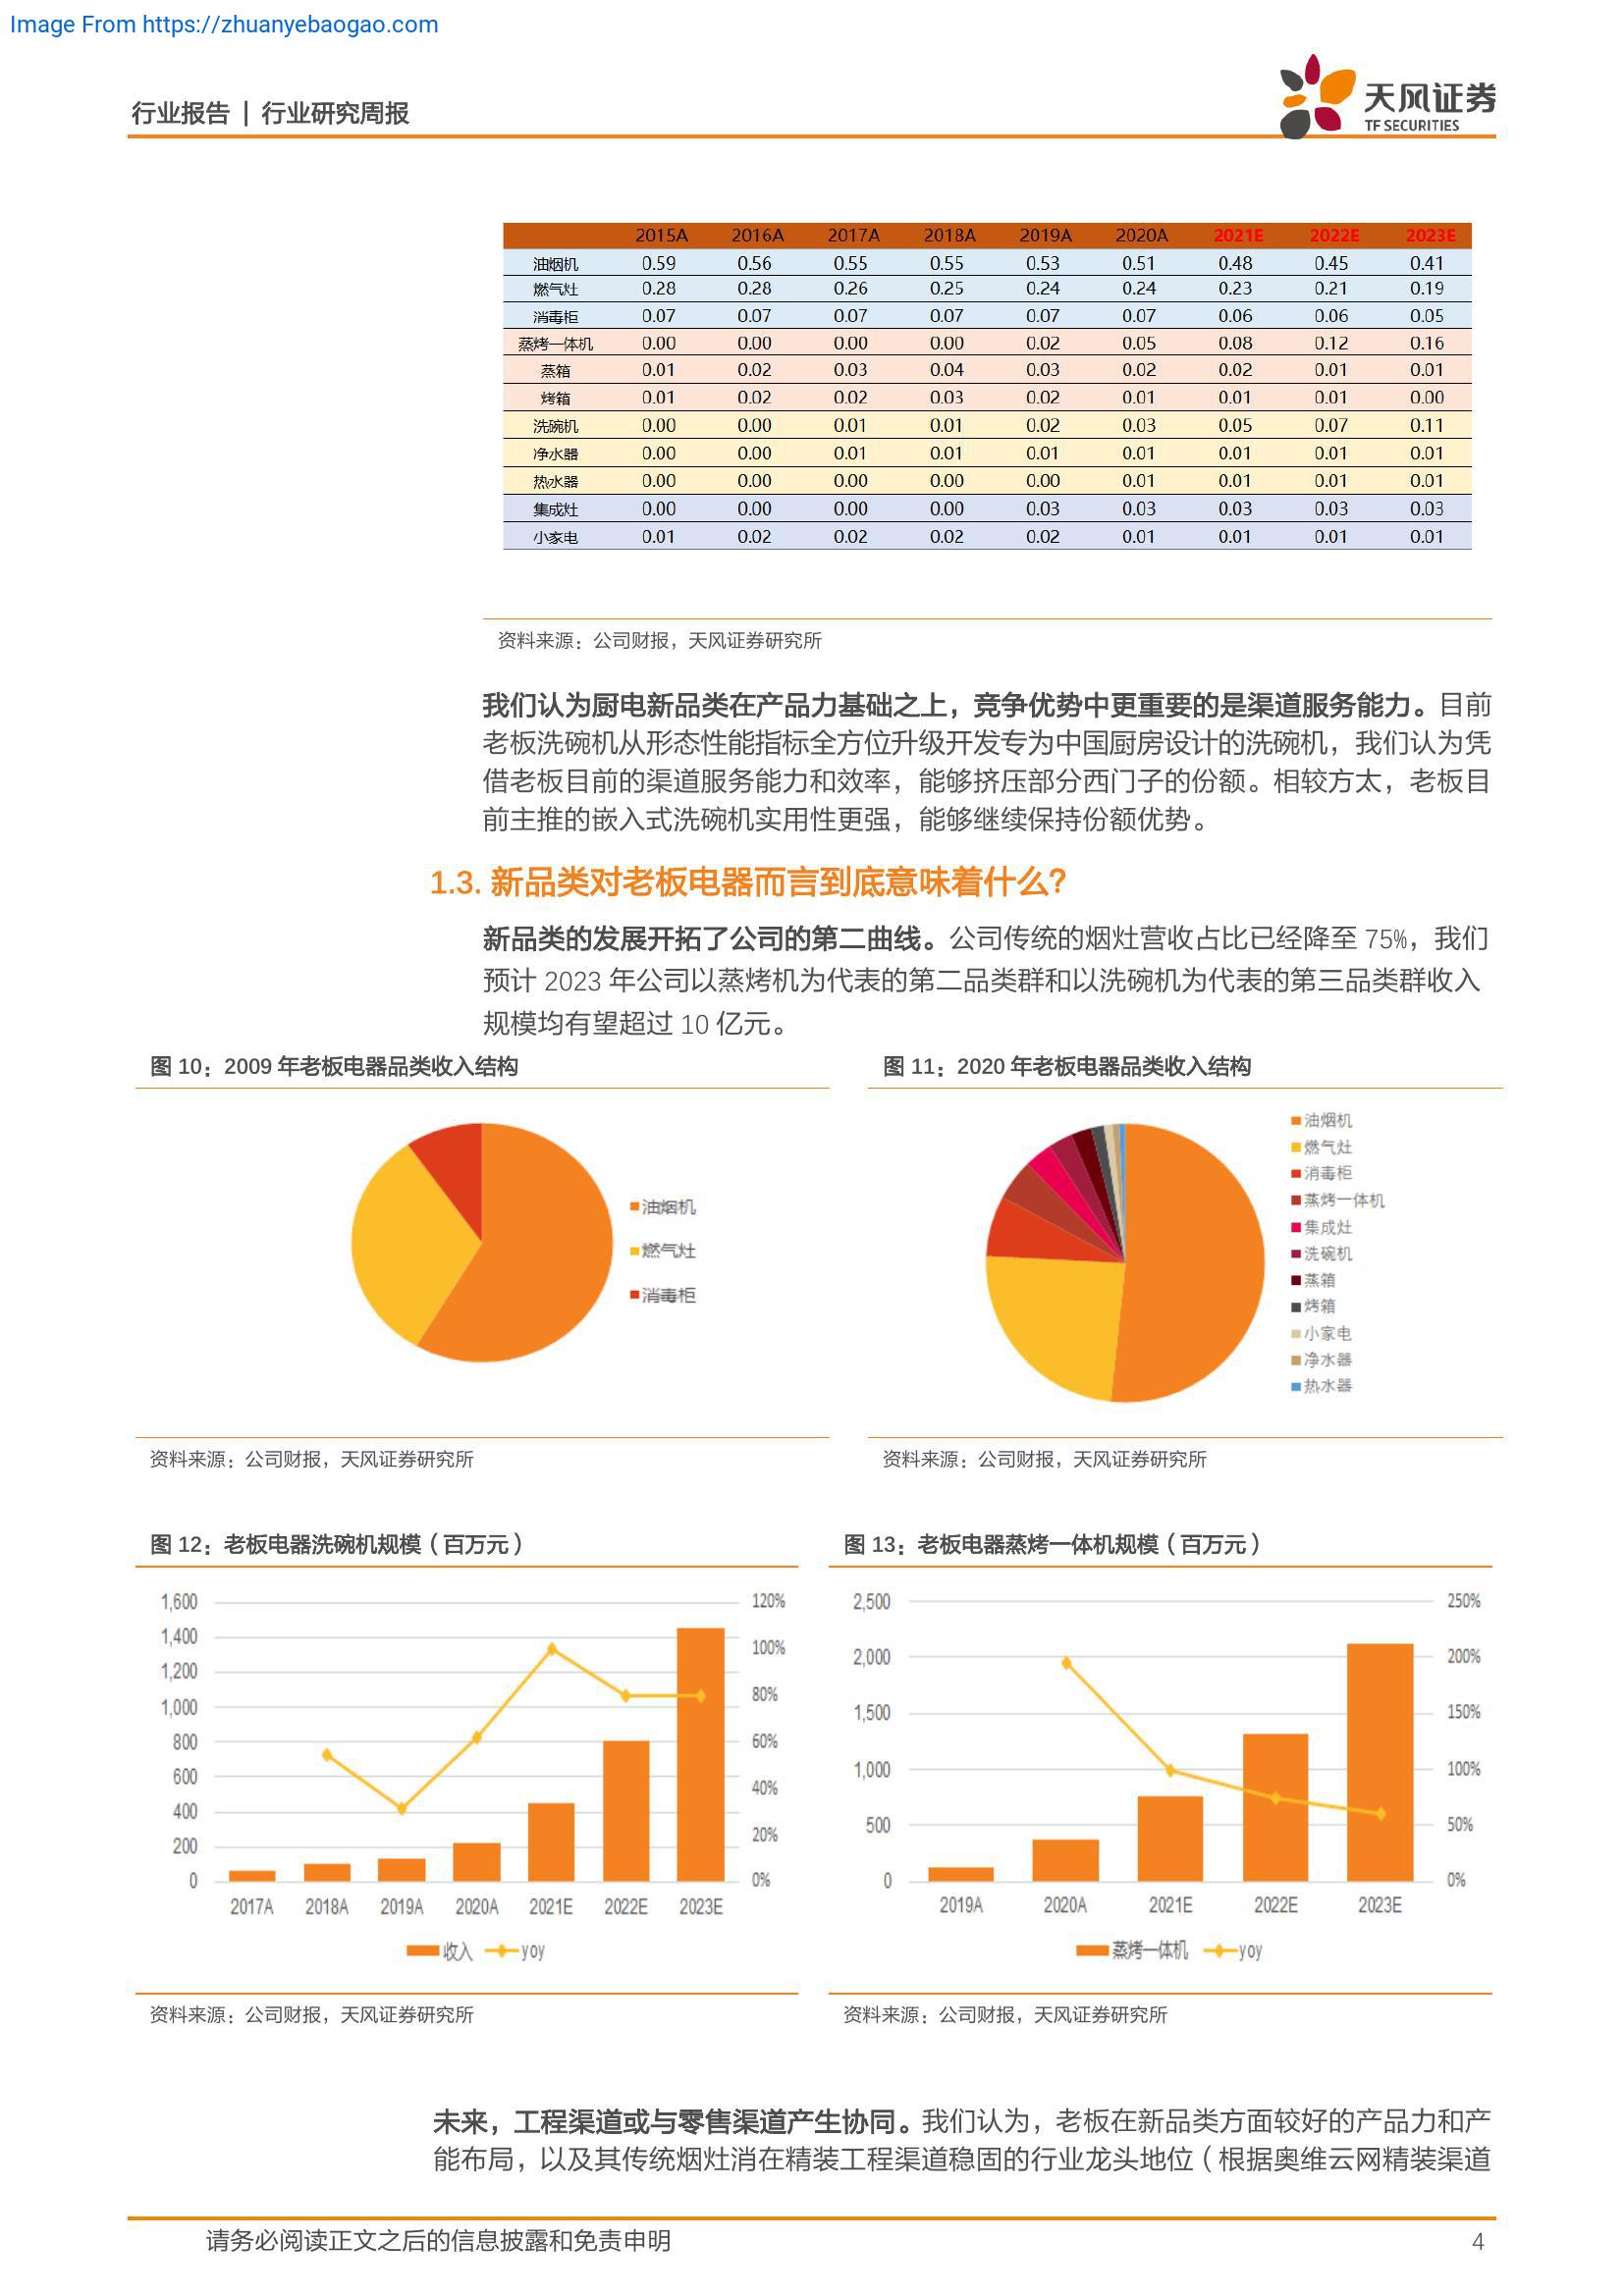 Image From https://zhuanyebaogao.com
行业报告 | 行业研究周报
天风证券
TF SECURITIES
2015A 2016A 2017A 2018A 2019A 2020A 2021E 2022E 2023E
油烟机 0.59 0.56 0.55 0.55 0.53 0.51 0.48 0.45 0.41
燃气灶 0.28 0.28 0.26 0.25 0.24 0.24 0.23 0.21 0.19
消毒柜 0.07 0.07 0.07 0.07 0.07 0.07 0.06 0.06 0.05
蒸烤一体机 0.00 0.00 0.00 0.00 0.02 0.05 0.08 0.12 0.16
蒸箱 0.01 0.02 0.03 0.04 0.03 0.02 0.02 0.01 0.01
烤箱 0.01 0.02 0.02 0.03 0.02 0.01 0.01 0.01 0.00
洗碗机 0.00 0.00 0.01 0.01 0.02 0.03 0.05 0.07 0.11
净水器 0.00 0.00 0.01 0.01 0.01 0.01 0.01 0.01 0.01
热水器 0.00 0.00 0.00 0.00 0.00 0.01 0.01 0.01 0.01
集成灶 0.00 0.00 0.00 0.00 0.03 0.03 0.03 0.03 0.03
小家电 0.01 0.02 0.02 0.02 0.02 0.01 0.01 0.01 0.01
资料来源：公司财报，天风证券研究所
我们认为厨电新品类在产品力基础之上，竞争优势中更重要的是渠道服务能力。目前
老板洗碗机从形态性能指标全方位升级开发专为中国厨房设计的洗碗机，我们认为凭
借老板目前的渠道服务能力和效率，能够挤压部分西门子的份额。相较方太，老板目
前主推的嵌入式洗碗机实用性更强，能够继续保持份额优势。
1.3. 新品类对老板电器而言到底意味着什么？
新品类的发展开拓了公司的第二曲线。公司传统的烟灶营收占比已经降至 75%，我们
预计 2023 年公司以蒸烤机为代表的第二品类群和以洗碗机为代表的第三品类群收入
规模均有望超过 10 亿元。
图 10：2009 年老板电器品类收入结构
油烟机
燃气灶
消毒柜
资料来源：公司财报，天风证券研究所
图 11：2020 年老板电器品类收入结构
油烟机
燃气灶
消毒柜
蒸烤一体机
集成灶
洗碗机
蒸箱
烤箱
小家电
净水器
热水器
资料来源：公司财报，天风证券研究所
图 12：老板电器洗碗机规模（百万元）
1,600
1,400
1,200
1,000
800
600
400
200
0
120%
100%
80%
60%
40%
20%
0%
2017A 2018A 2019A 2020A 2021E 2022E 2023E
收入 yoy
资料来源：公司财报，天风证券研究所
图 13：老板电器蒸烤一体机规模（百万元）
2,500
2,000
1,500
1,000
500
0
250%
200%
150%
100%
50%
0%
2019A 2020A 2021E 2022E 2023E
蒸烤一体机 yoy
资料来源：公司财报，天风证券研究所
未来，工程渠道或与零售渠道产生协同。我们认为，老板在新品类方面较好的产品力和产
能布局，以及其传统烟灶消在精装工程渠道稳固的行业龙头地位（根据奥维云网精装渠道
请务必阅读正文之后的信息披露和免责申明
4